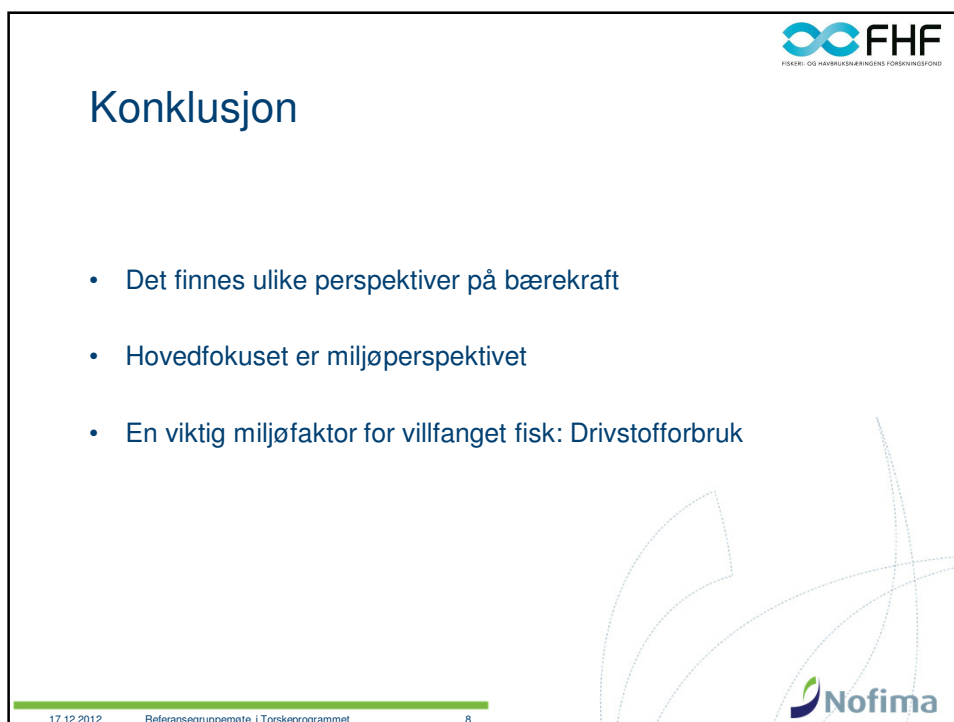 FHF
FISKERI- OG HAVBRUKSNÆRINGENS FORSKNINGSFOND
Konklusjon
• Det finnes ulike perspektiver på bærekraft
• Hovedfokuset er miljøperspektivet
• En viktig miljøfaktor for villfanget fisk: Drivstofforbruk
17.12.2012 Referansegruppemøte i Torskeprogrammet 8
Nofima